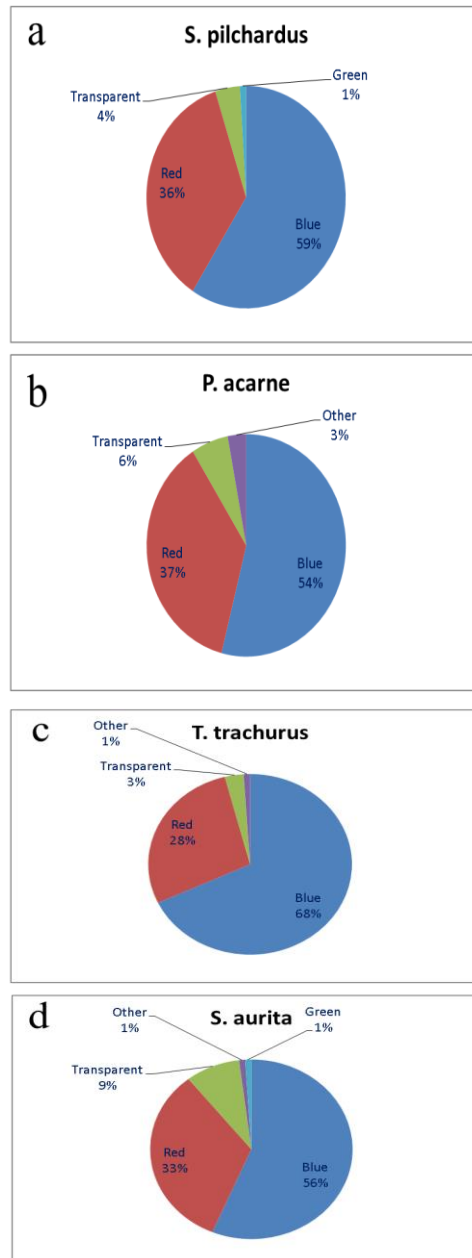 a
S. pilchardus
Green
1%
Transparent
4%
Red
36%
Blue
59%
b
P. acarne
Other
3%
Transparent
6%
Red
37%
Blue
54%
c
T. trachurus
Other
1%
Transparent
3%
Red
28%
Blue
68%
d
S. aurita
Other
1%
Green
1%
Transparent
9%
Red
33%
Blue
56%